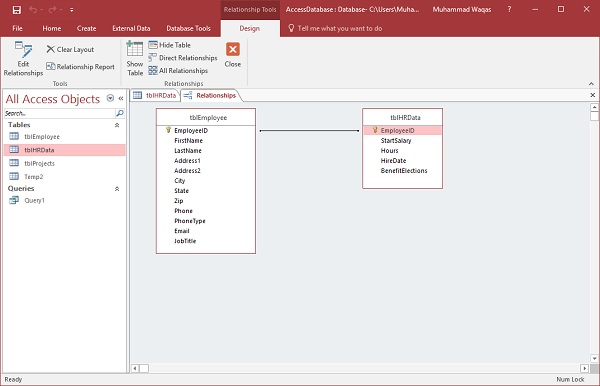 Relationship Tools
AccessDatabase : Database- C:\Users\Muha...
Muhammad Waqas
?
File
Home
Create
External Data
Database Tools
Design
Tell me what you want to do
Edit
Relationships
Clear Layout
Relationship Report
Tools
Show
Table
Hide Table
Direct Relationships
All Relationships
Close
Relationships
All Access Objects
Search...
Tables
tblEmployee
tblHRData
tblProjects
Temp2
Queries
Query1
tblHRData
Relationships
tblEmployee
EmployeeID
FirstName
LastName
Address1
Address2
City
State
Zip
Phone
PhoneType
Email
JobTitle
tblHRData
EmployeeID
StartSalary
Hours
HireDate
BenefitElections
Ready
Num Lock